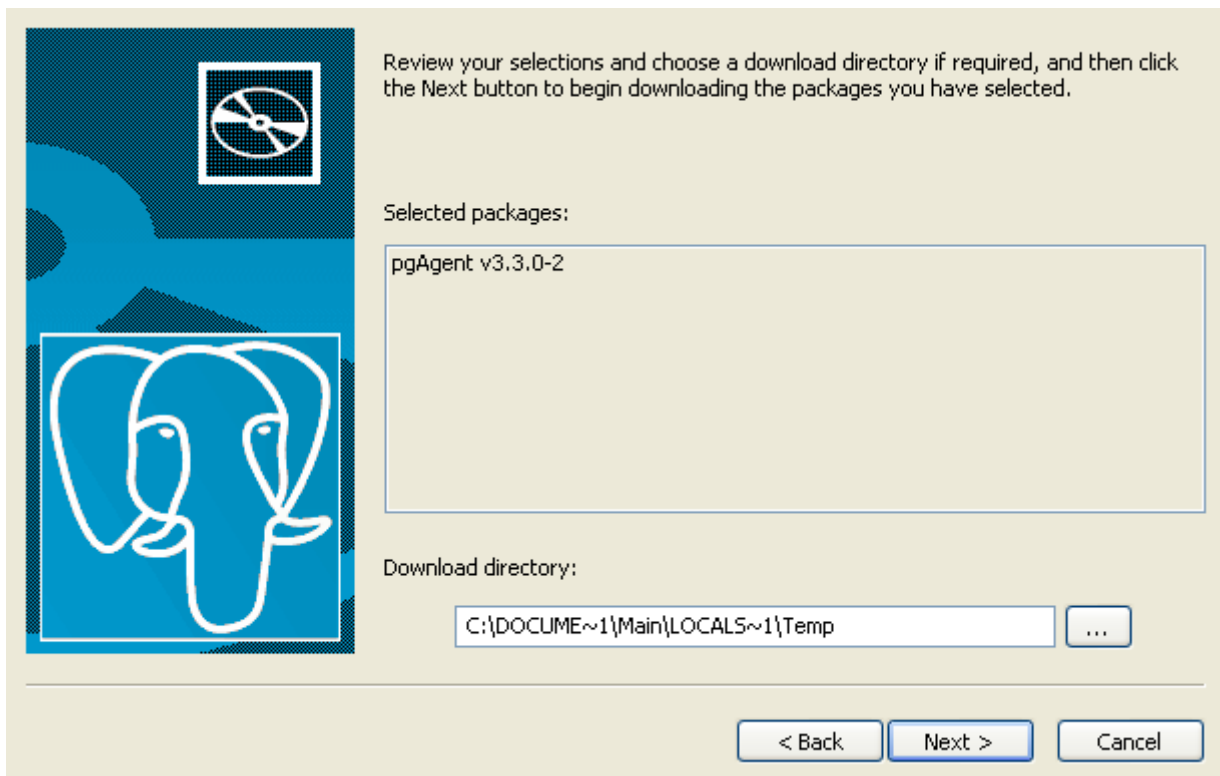 Review your selections and choose a download directory if required, and then click
the Next button to begin downloading the packages you have selected.
Selected packages:
pgAgent v3.3.0-2
Download directory:
C:\DOCUME~1\Main\LOCALS~1\Temp
...
< Back
Next >
Cancel